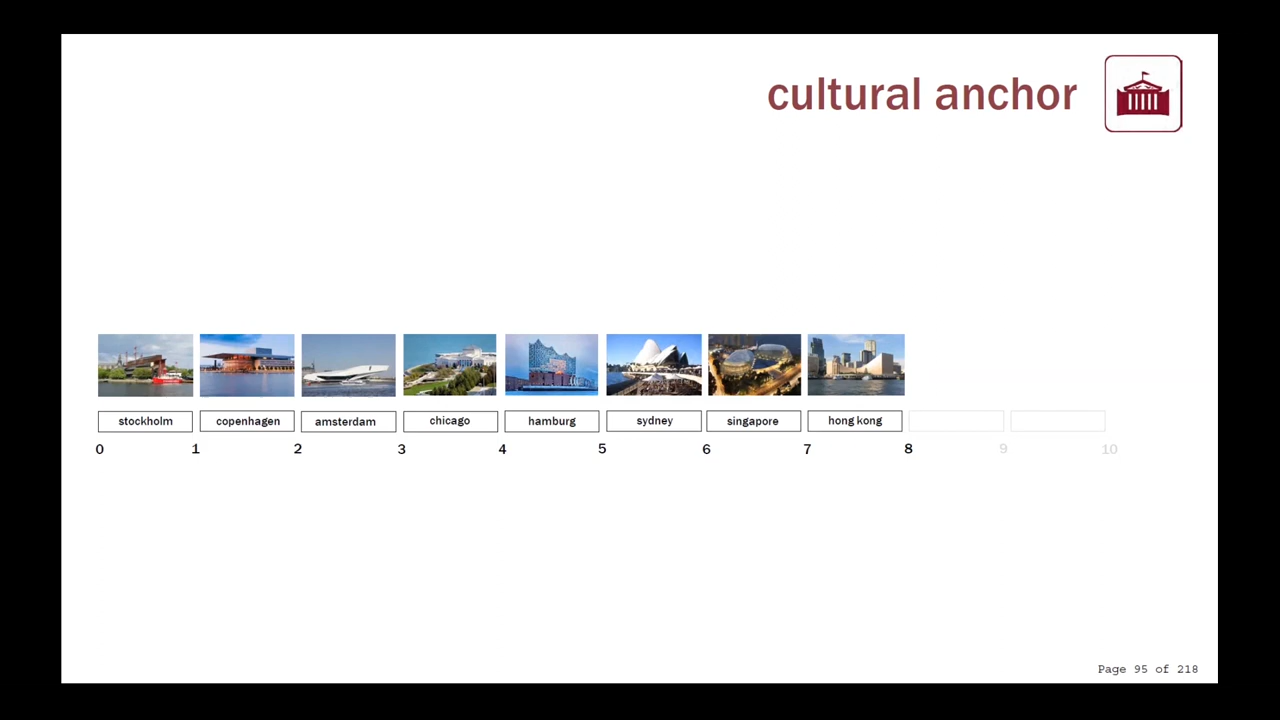 cultural anchor
stockholm copenhagen amsterdam chicago hamburg sydney singapore hong kong
0 1 2 3 4 5 6 7 8 9 10
Page 95 of 218